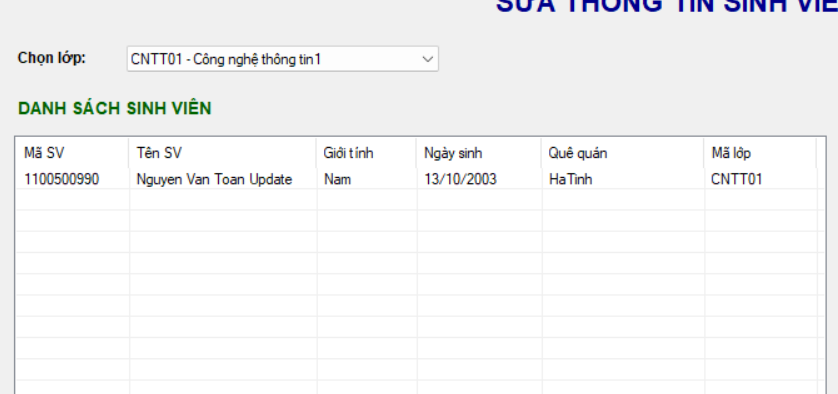 SỬA THÔNG TIN SINH VIÊ
Chọn lớp: CNTT01 - Công nghệ thông tin1
DANH SÁCH SINH VIÊN
Mã SV Tên SV Giới tính Ngày sinh Quê quán Mã lớp
1100500990 Nguyen Van Toan Update Nam 13/10/2003 HaTinh CNTT01